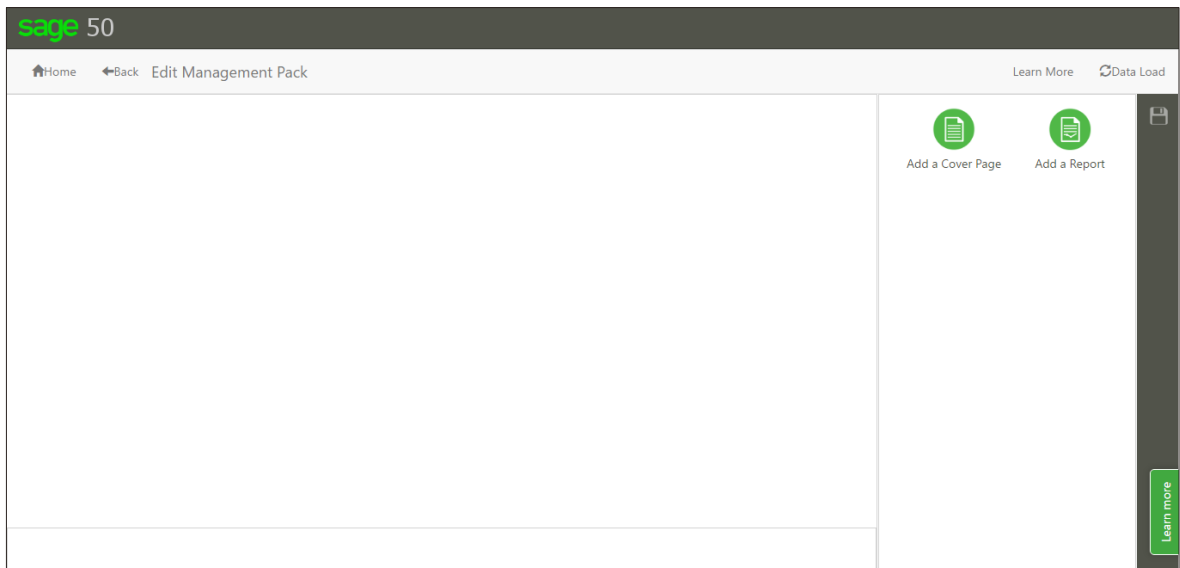 sage 50
Home Back Edit Management Pack Learn More Data Load
Add a Cover Page Add a Report
Learn more